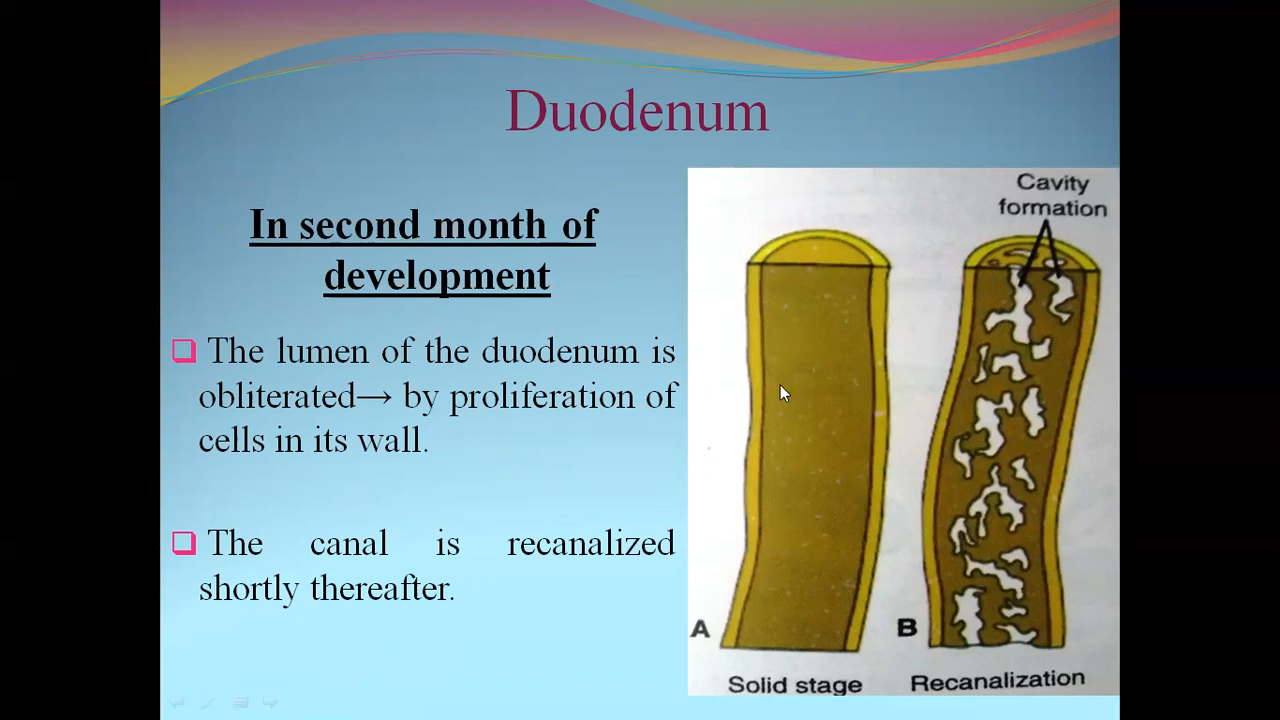 Duodenum
In second month of
development
The lumen of the duodenum is
obliterated→ by proliferation of
cells in its wall.
The canal is recanalized
shortly thereafter.
Cavity
formation
A
B
Solid stage
Recanalization